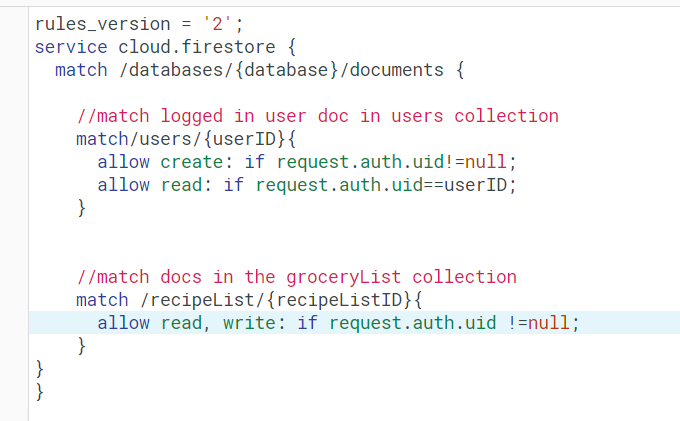 rules_version = '2';
service cloud.firestore {
match /databases/{database}/documents {
//match logged in user doc in users collection
match/users/{userID}{
allow create: if request.auth.uid!=null;
allow read: if request.auth.uid==userID;
}
//match docs in the groceryList collection
match /recipeList/{recipeListID}{
allow read, write: if request.auth.uid !=null;
}
}
}